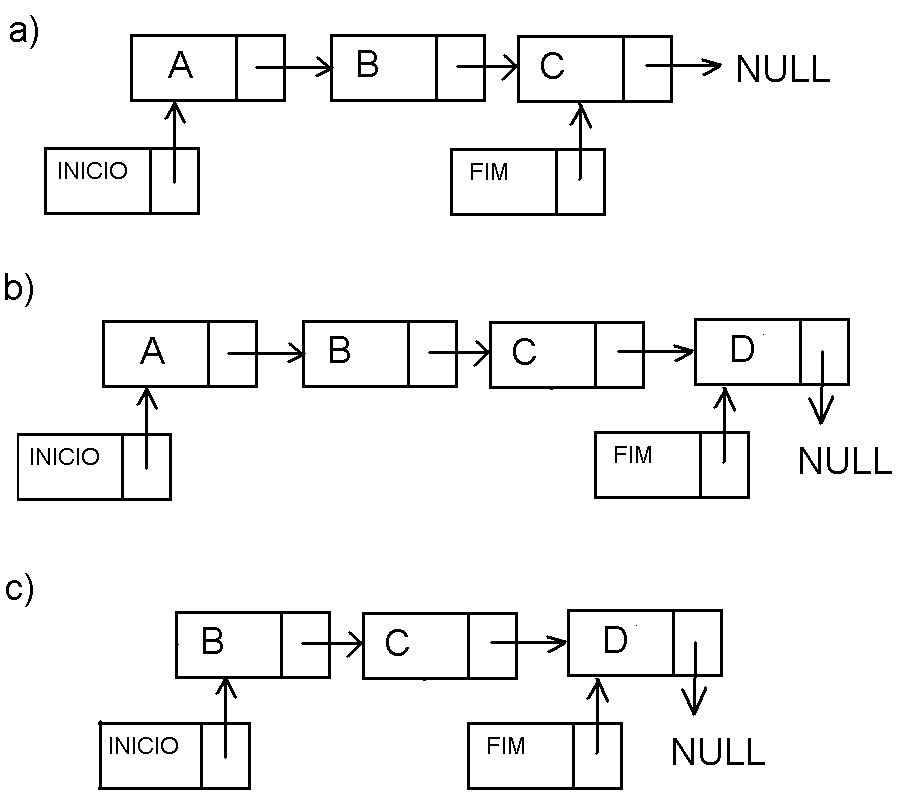 a)
A B C NULL
INICIO FIM
b)
A B C D
INICIO FIM NULL
c)
B C D
INICIO FIM NULL